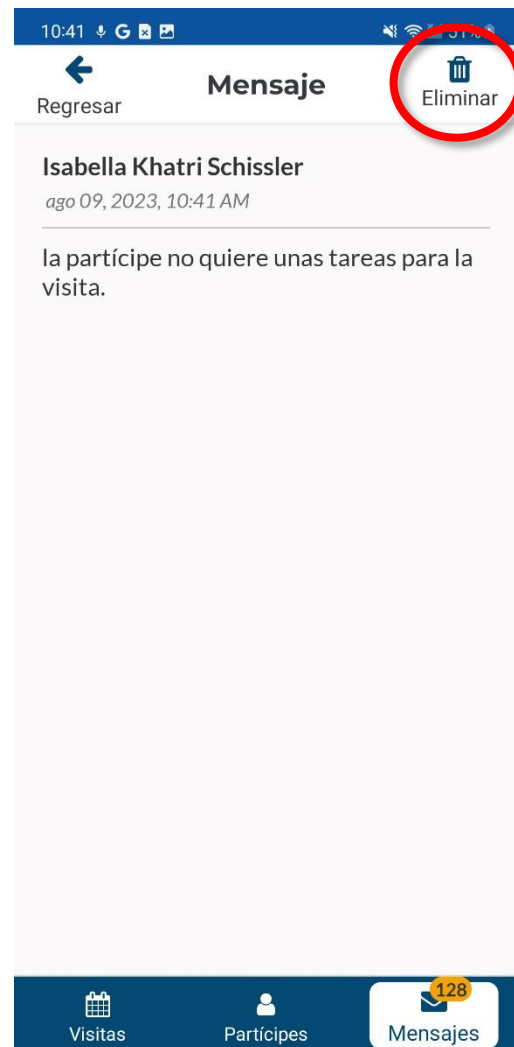 10:41
51%
Regresar
Mensaje
Eliminar
Isabella Khatri Schissler
ago 09, 2023, 10:41 AM
la partícipe no quiere unas tareas para la
visita.
128
Visitas
Partícipes
Mensajes